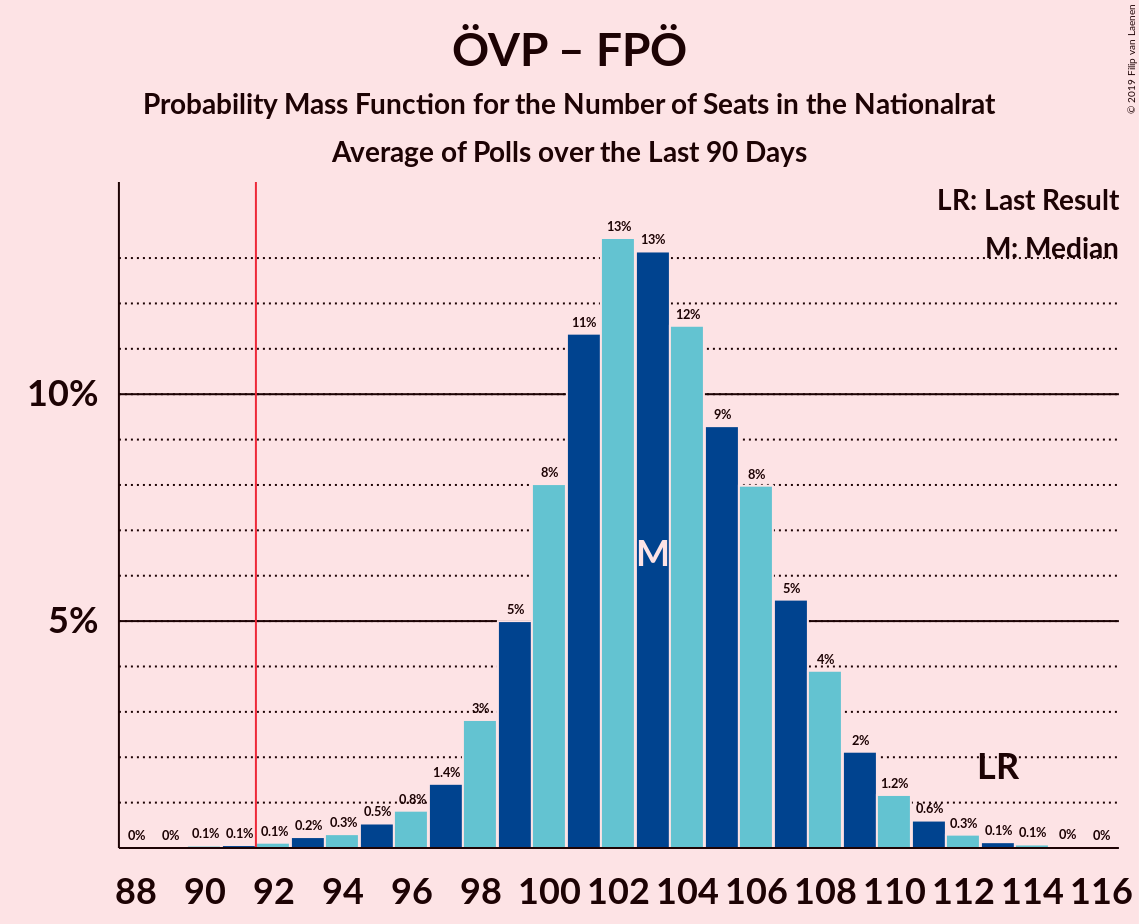 ÖVP – FPÖ
Probability Mass Function for the Number of Seats in the Nationalrat
Average of Polls over the Last 90 Days
© 2019 Filip van Laenen
LR: Last Result
M: Median
10%
5%
0% 0% 0.1% 0.1% 0.1% 0.2% 0.3% 0.5% 0.8% 1.4% 3% 5% 8% 11% 13% 13% 12% 9% 8% 5% 4% 2% 1.2% 0.6% 0.3% 0.1% 0.1% 0% 0%
M
LR
88 90 92 94 96 98 100 102 104 106 108 110 112 114 116